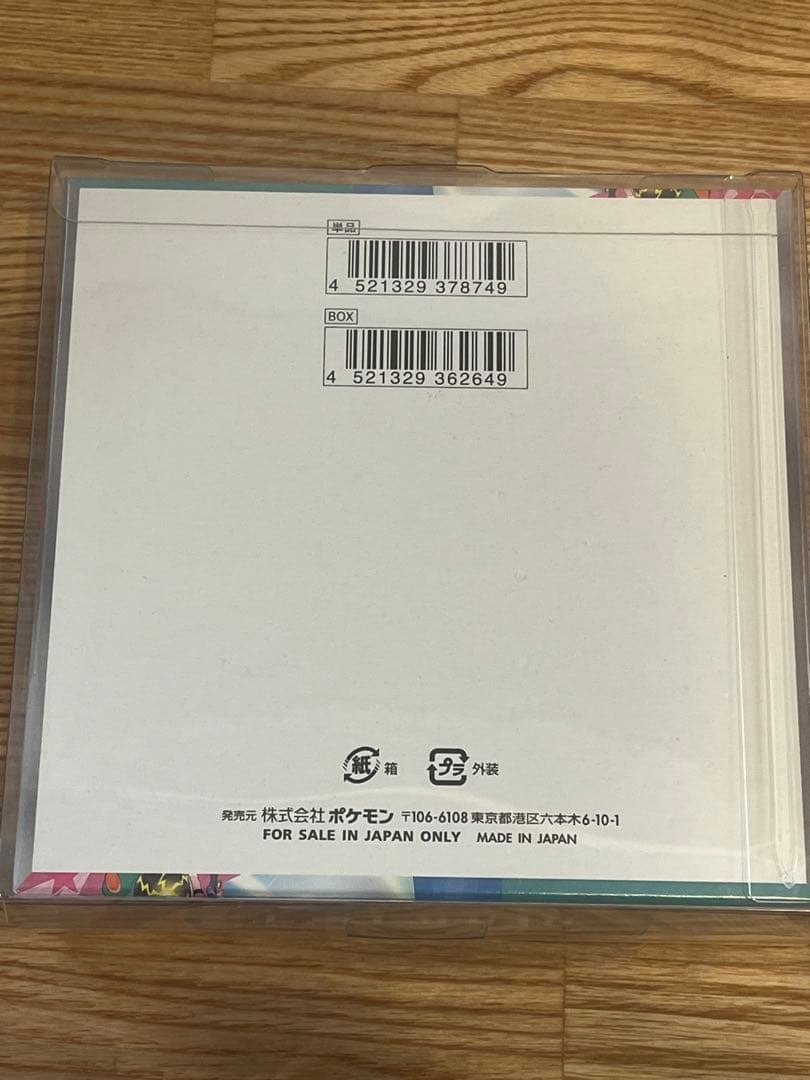 単品
4 521329 378749
BOX
4 521329 362649
紙 箱 プラ 外装
発売元 株式会社 ポケモン 〒106-6108 東京都港区六本木6-10-1
FOR SALE IN JAPAN ONLY MADE IN JAPAN